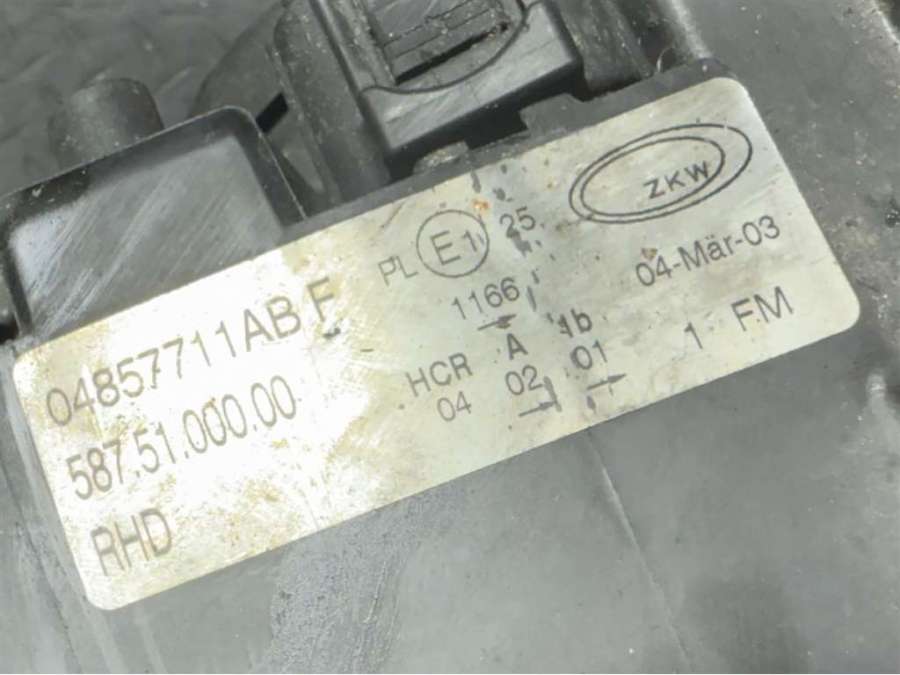 04857711AB F
587.51.000.00
RHD
PL E1 25
1166
HCR A 1b
04 02 01
ZKW
04-Mär-03
1 FM